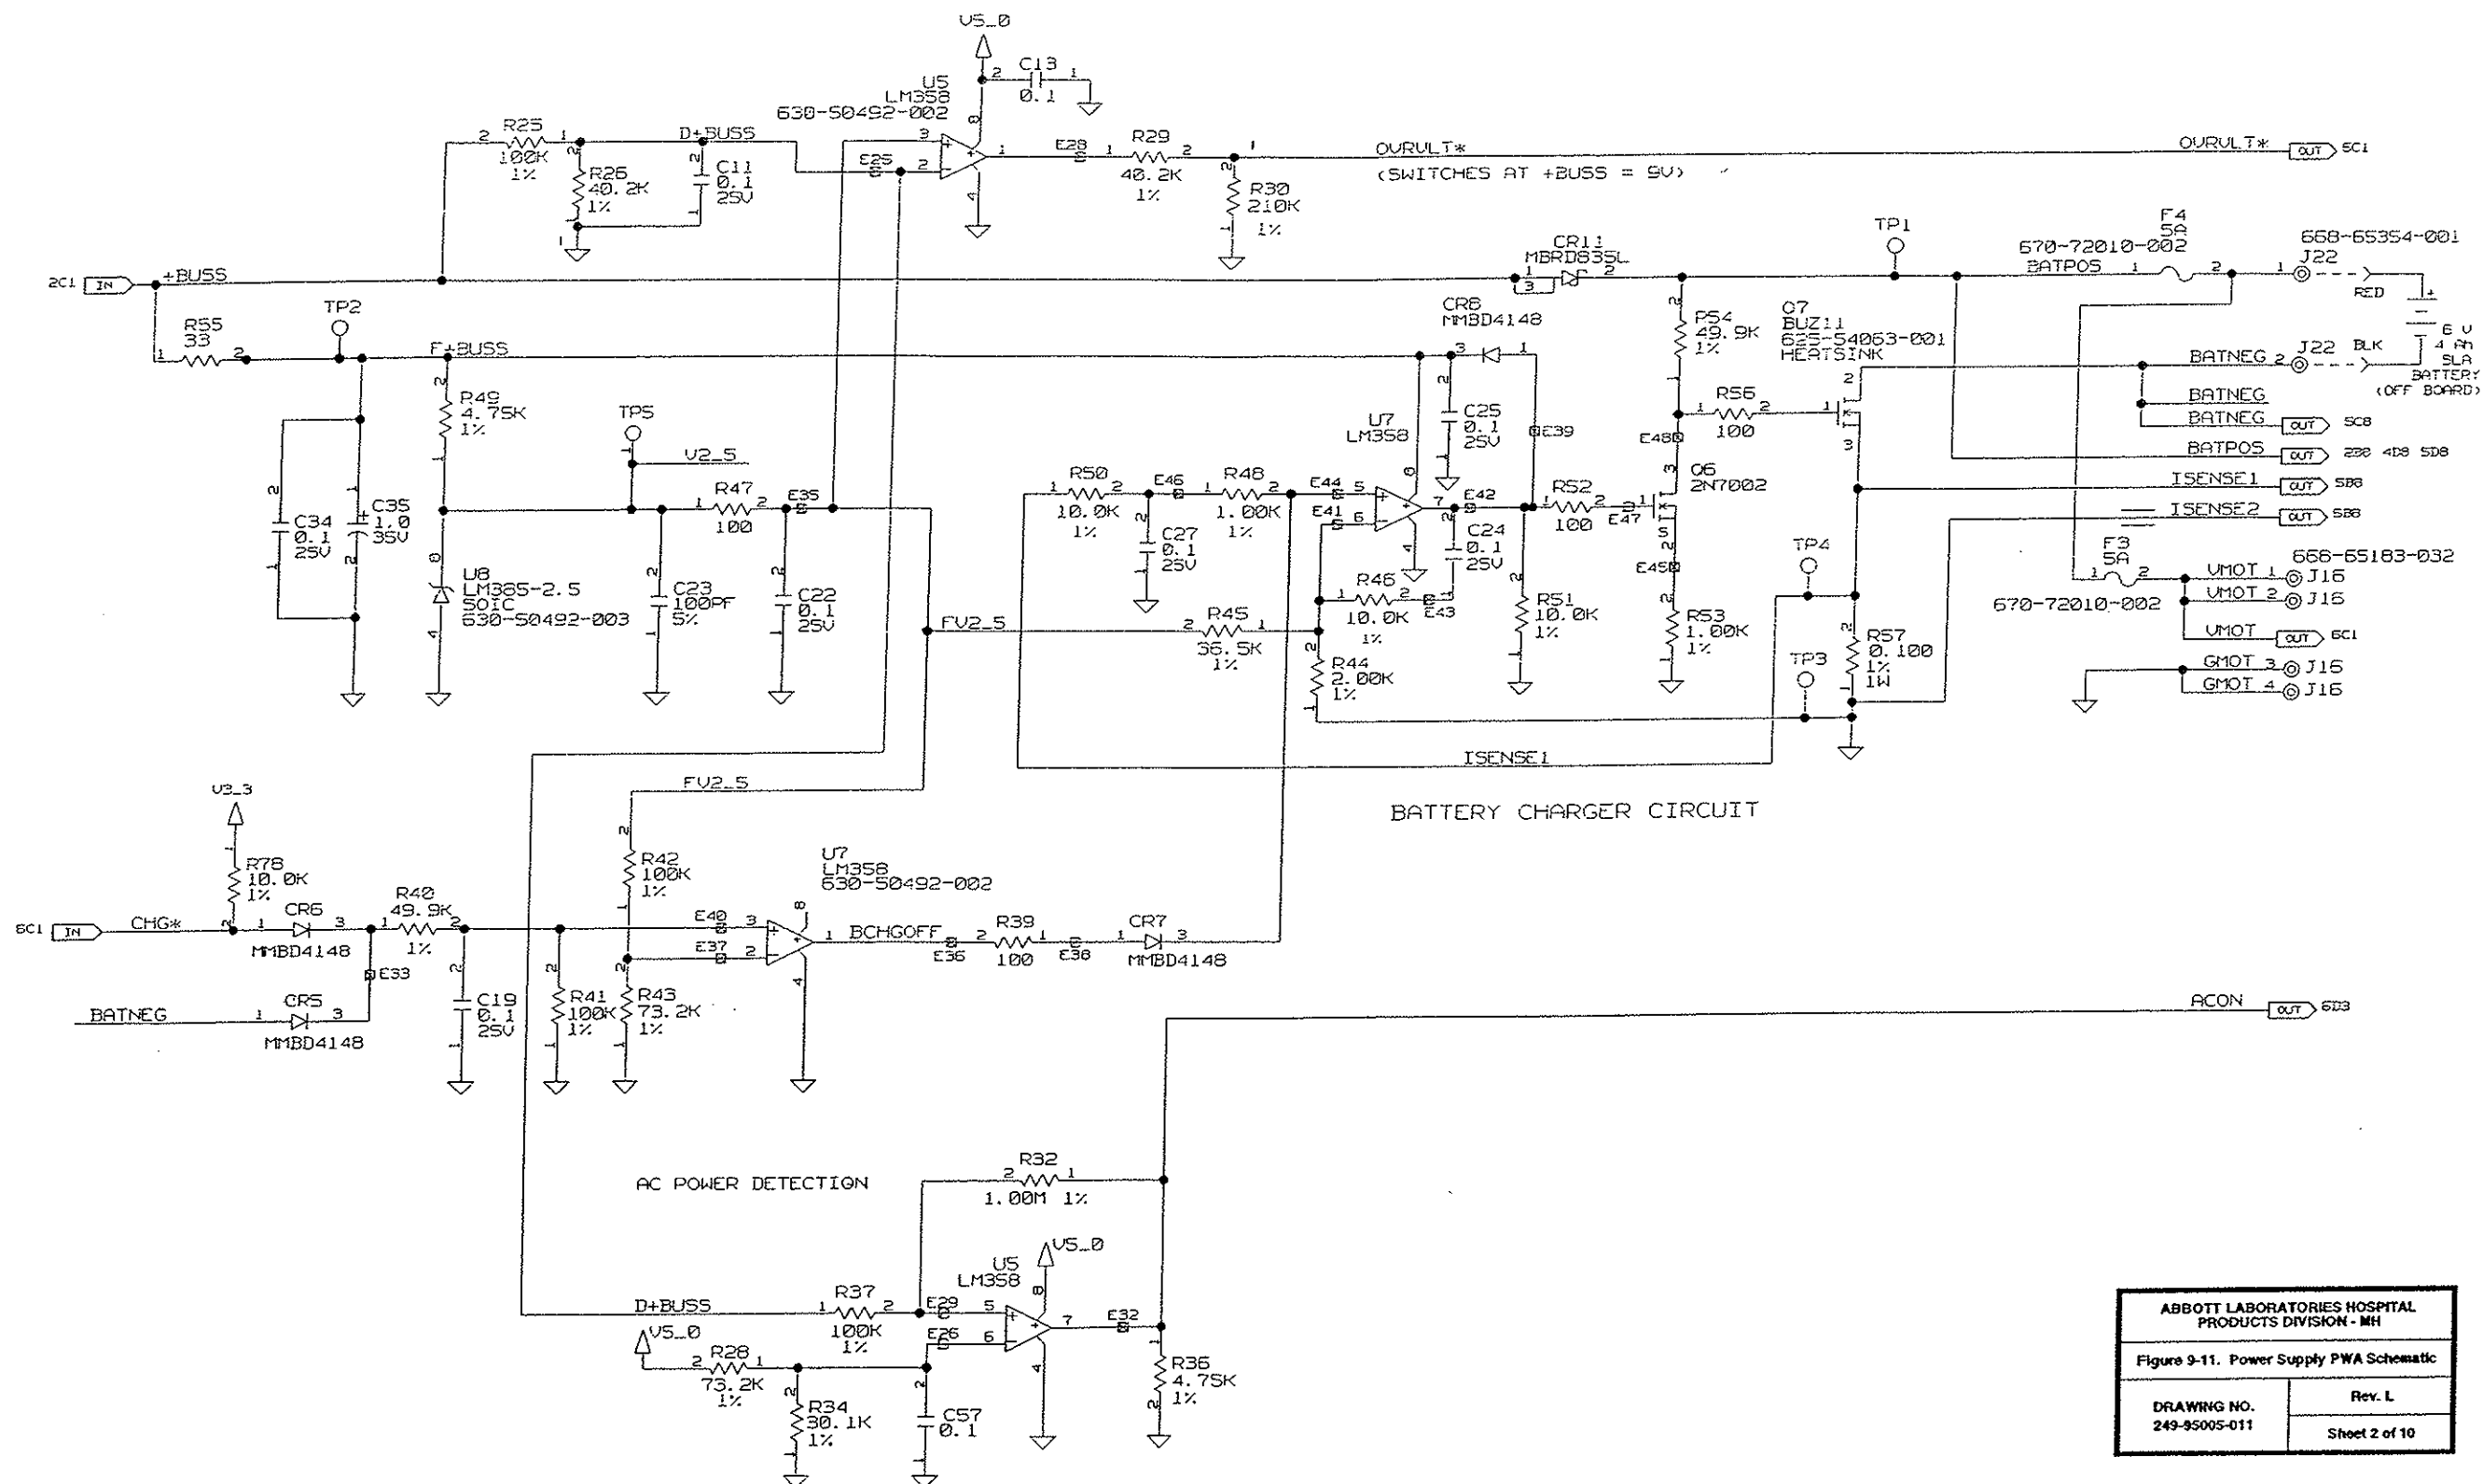 V5_0
C13
0.1
U5
LM358
630-50492-002
R25
100K
1%
D+BUSS
R26
40.2K
1%
C11
0.1
25V
E25
E28
R29
40.2K
1%
R30
210K
1%
OVRVLT*
(SWITCHES AT +BUSS = 9V)
OVRVLT*
OUT
6C1
2C1
IN
+BUSS
R55
33
TP2
F+BUSS
CR11
MBRD835L
TP1
F4
5A
670-72010-002
BATPOS
668-65354-001
J22
RED
6 V
4 Ah
SLA
BATTERY
(OFF BOARD)
BATNEG
J22
BLK
BATNEG
BATNEG
OUT
5C8
BATPOS
OUT
4D8 5D8
ISENSE1
OUT
5B8
ISENSE2
OUT
5B8
CR8
MMBD4148
R54
49.9K
1%
Q7
BUZ11
625-54063-001
HEATSINK
R56
100
R49
4.75K
1%
TP5
V2_5
R47
100
E35
C34
0.1
25V
C35
1.0
35V
U8
LM385-2.5
SOIC
630-50492-003
C23
100PF
5%
C22
0.1
25V
FV2_5
R50
10.0K
1%
E46
C27
0.1
25V
R48
1.00K
1%
E44
E41
U7
LM358
C25
0.1
25V
E39
E42
C24
0.1
25V
R46
10.0K
1%
E43
R45
36.5K
1%
R44
2.00K
1%
R52
100
E47
E48
Q6
2N7002
E45
R51
10.0K
1%
R53
1.00K
1%
TP4
TP3
R57
0.100
1%
1W
F3
5A
670-72010-002
666-65183-032
VMOT 1
J16
VMOT 2
J16
VMOT
OUT
6C1
GMOT 3
J16
GMOT 4
J16
ISENSE1
BATTERY CHARGER CIRCUIT
V3_3
R78
10.0K
1%
6C1
IN
CHG*
CR6
MMBD4148
E33
BATNEG
CR5
MMBD4148
R40
49.9K
1%
C19
0.1
25V
R41
100K
1%
FV2_5
R42
100K
1%
R43
73.2K
1%
E40
E37
U7
LM358
630-50492-002
BCHGOFF
E36
R39
100
E38
CR7
MMBD4148
ACON
OUT
6D3
AC POWER DETECTION
R32
1.00M 1%
D+BUSS
R37
100K
1%
E29
E26
U5
LM358
V5_0
E32
V5_0
R28
73.2K
1%
R34
30.1K
1%
C57
0.1
R36
4.75K
1%
ABBOTT LABORATORIES HOSPITAL
PRODUCTS DIVISION - MH
Figure 9-11. Power Supply PWA Schematic
DRAWING NO.
249-95005-011
Rev. L
Sheet 2 of 10